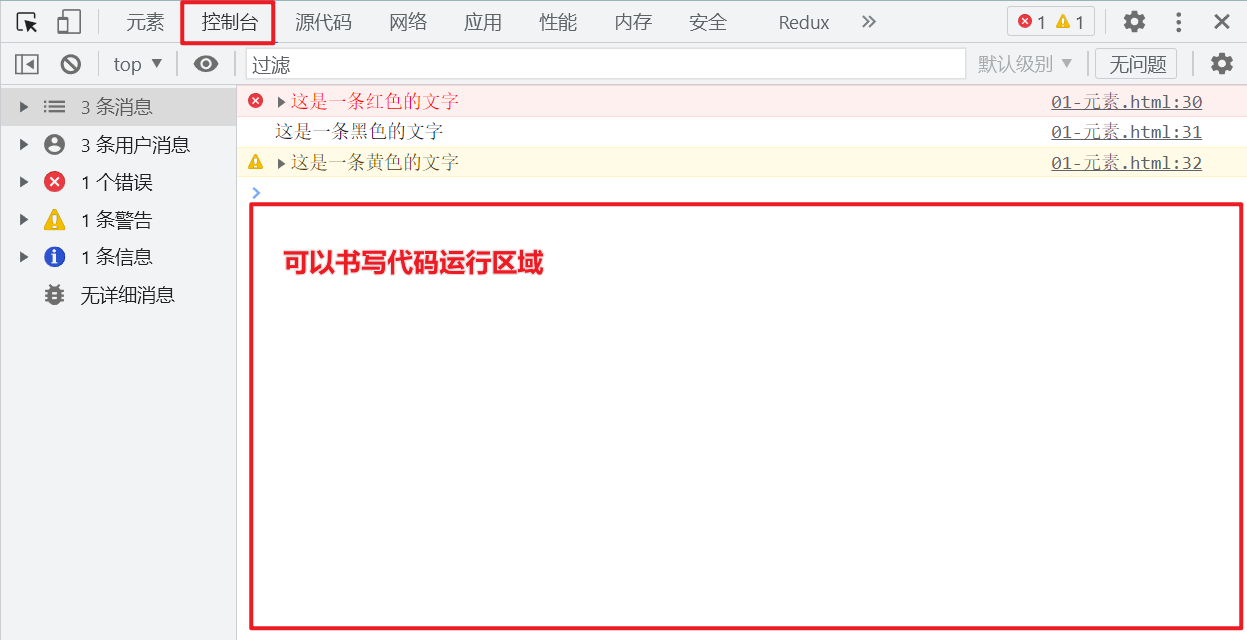 元素 控制台 源代码 网络 应用 性能 内存 安全 Redux 1 1
top 过滤 默认级别 无问题
3 条消息
3 条用户消息
1 个错误
1 条警告
1 条信息
无详细消息
这是一条红色的文字 01-元素.html:30
这是一条黑色的文字 01-元素.html:31
这是一条黄色的文字 01-元素.html:32
可以书写代码运行区域